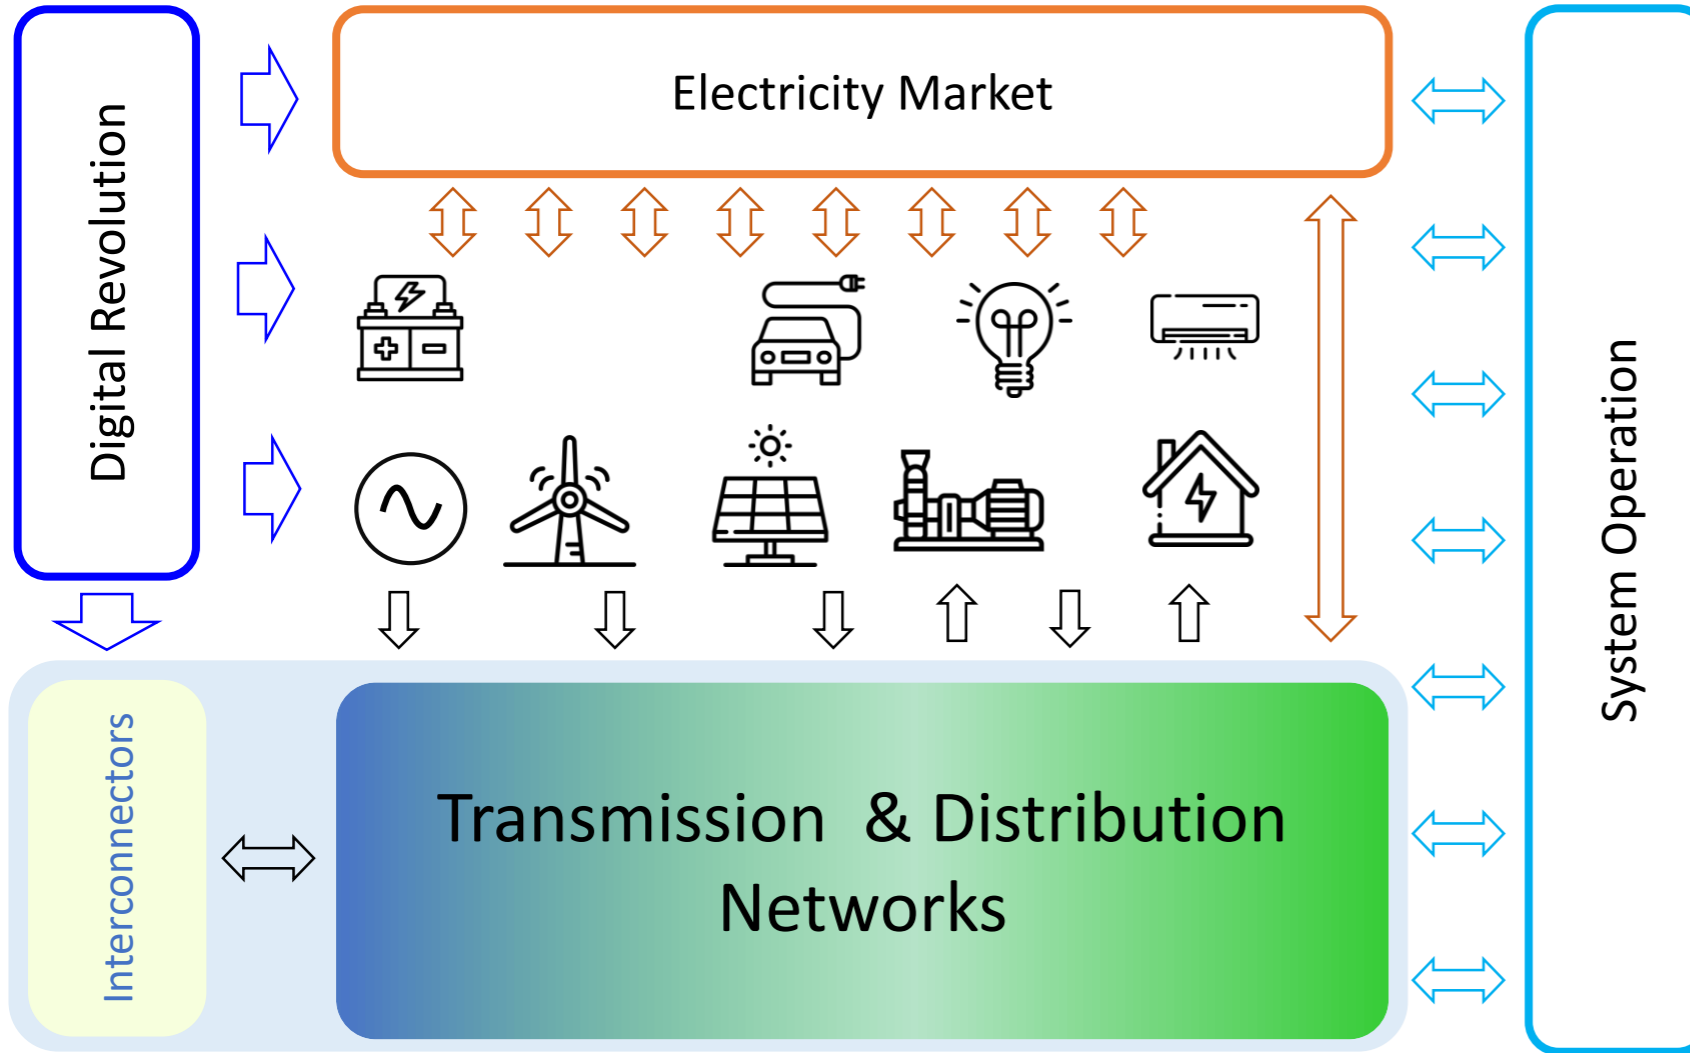 Digital Revolution
Electricity Market
System Operation
Interconnectors
Transmission & Distribution
Networks